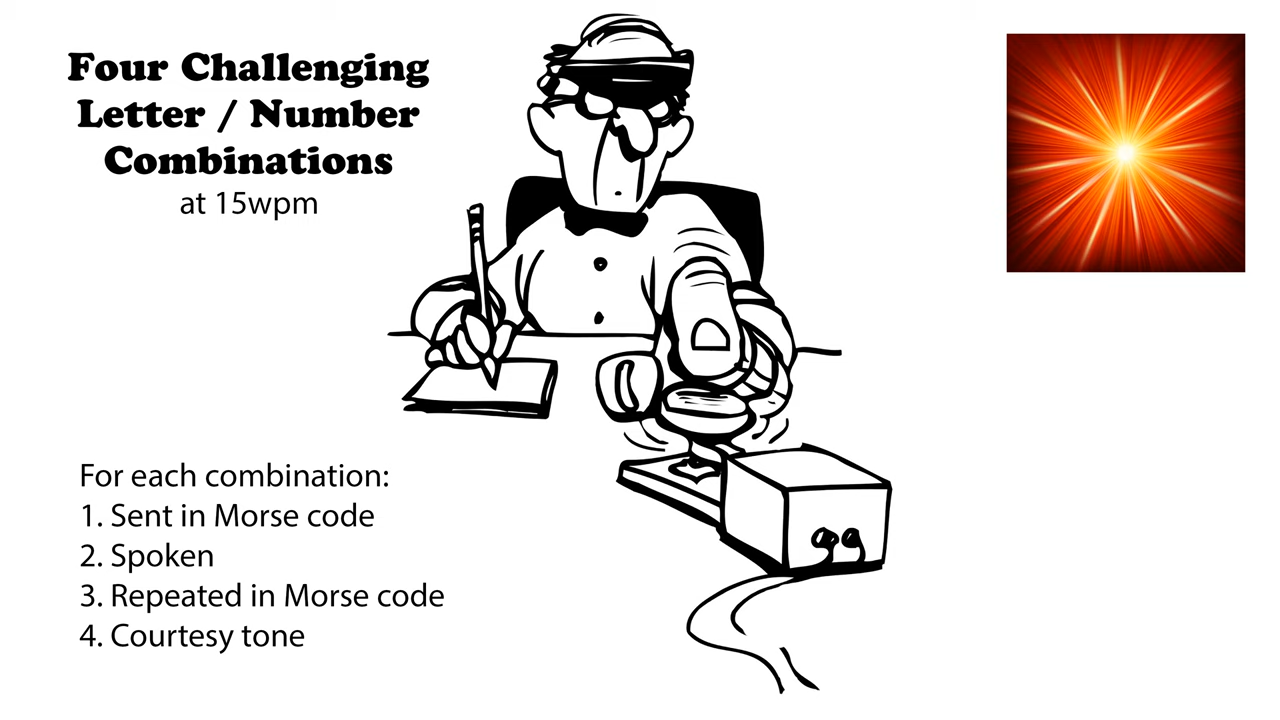 Four Challenging
Letter / Number
Combinations
at 15wpm
For each combination:
1. Sent in Morse code
2. Spoken
3. Repeated in Morse code
4. Courtesy tone